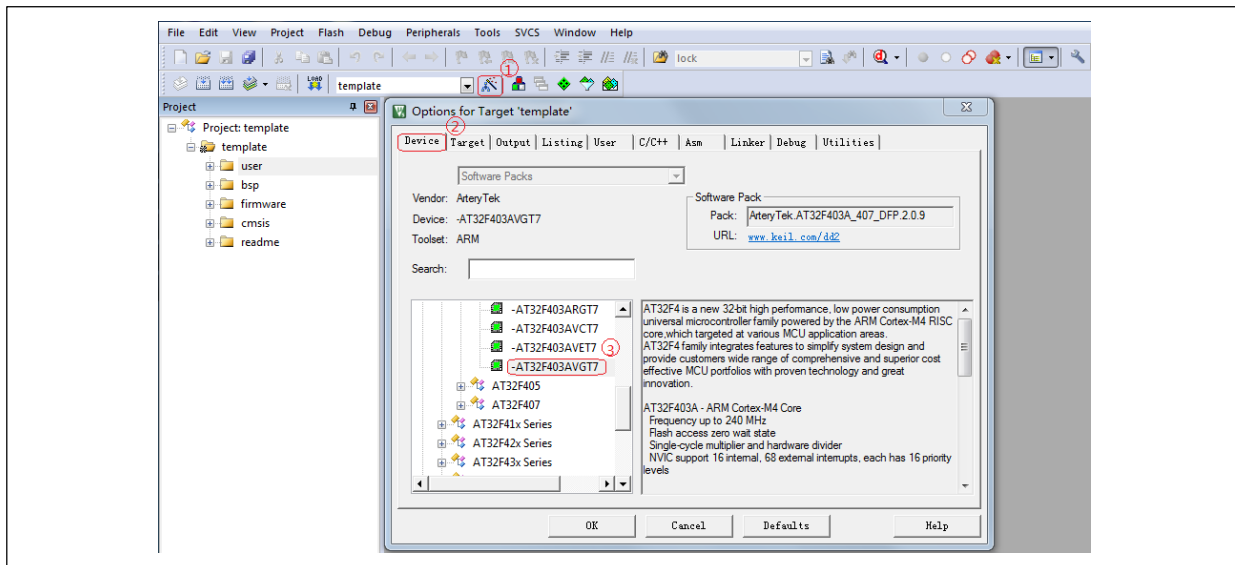 File Edit View Project Flash Debug Peripherals Tools SVCS Window Help
lock
①
LOAD template
Project
Options for Target 'template'
②
Project: template
template
user
bsp
firmware
cmsis
readme
Device Target Output Listing User C/C++ Asm Linker Debug Utilities
Software Packs
Vendor: ArteryTek
Device: -AT32F403AVGT7
Toolset: ARM
Software Pack
Pack: ArteryTek.AT32F403A_407_DFP.2.0.9
URL: www.keil.com/dd2
Search:
-AT32F403ARGT7
-AT32F403AVCT7
-AT32F403AVET7 ③
-AT32F403AVGT7
AT32F405
AT32F407
AT32F41x Series
AT32F42x Series
AT32F43x Series
AT32F4 is a new 32-bit high performance, low power consumption
universal microcontroller family powered by the ARM Cortex-M4 RISC
core,which targeted at various MCU application areas.
AT32F4 family integrates features to simplify system design and
provide customers wide range of comprehensive and superior cost
effective MCU portfolios with proven technology and great
innovation.
AT32F403A - ARM Cortex-M4 Core
Frequency up to 240 MHz
Flash access zero wait state
Single-cycle multiplier and hardware divider
NVIC support 16 internal, 68 external interrupts, each has 16 priority
levels
OK Cancel Defaults Help